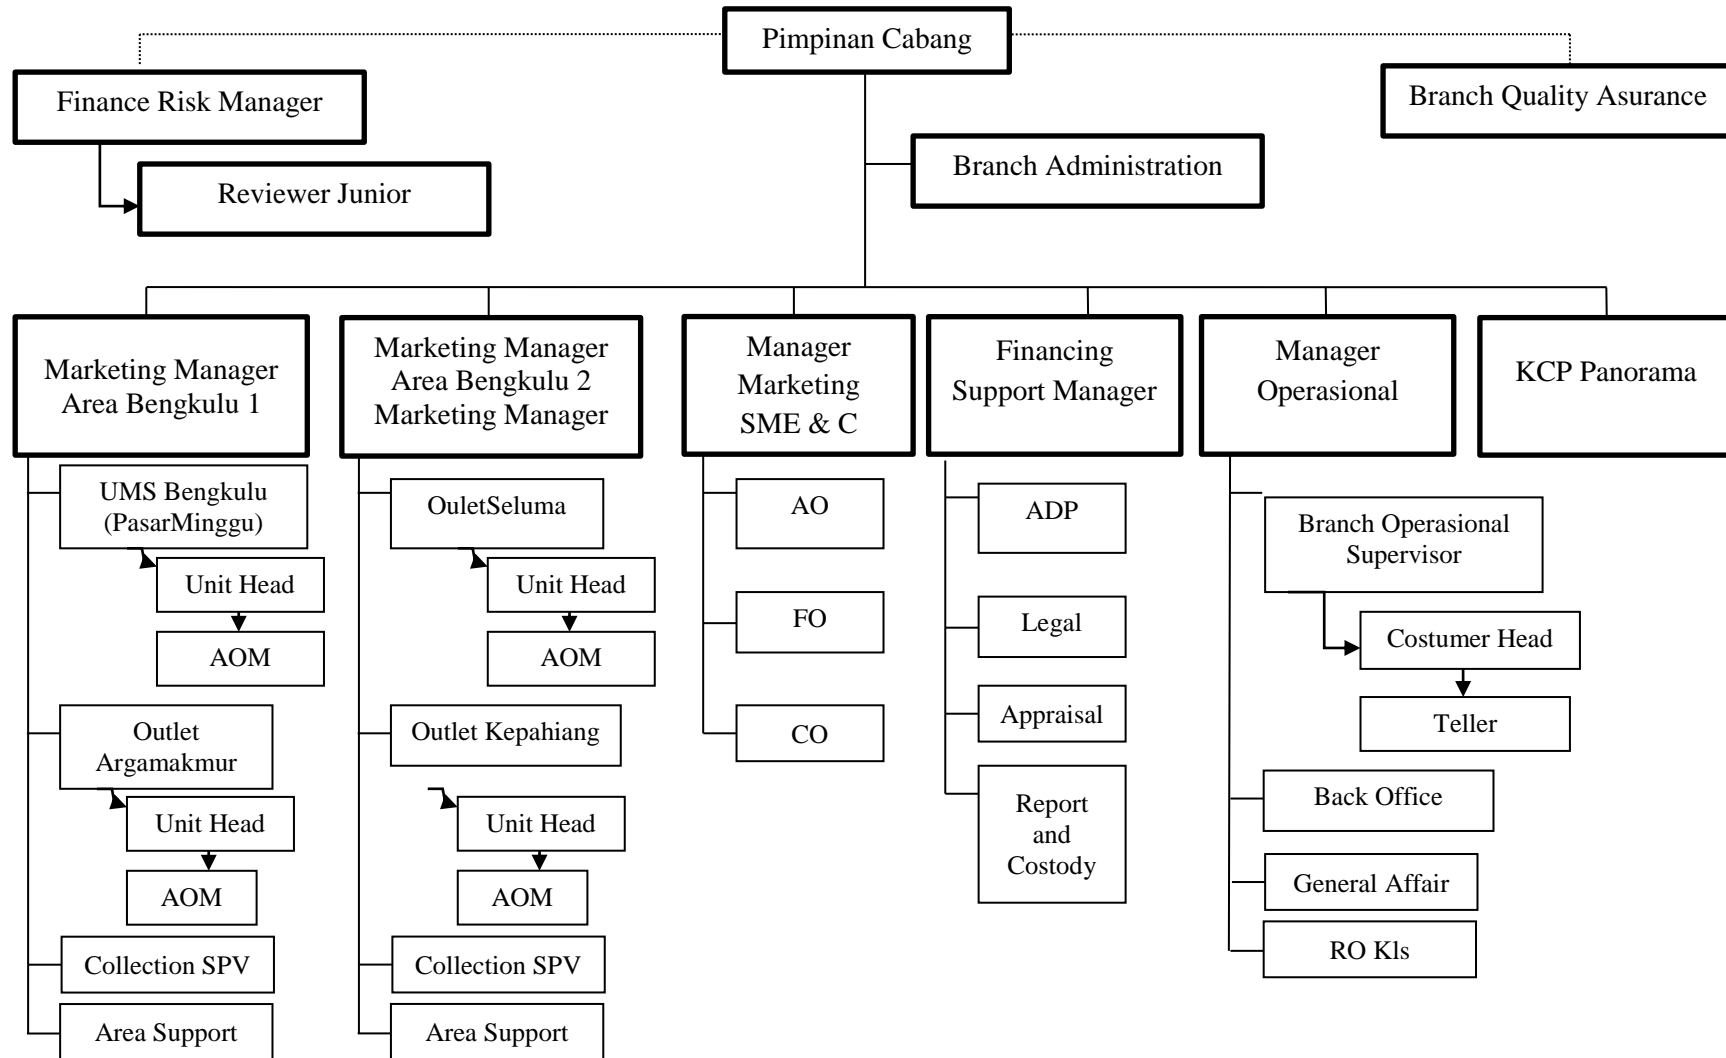 Pimpinan Cabang
Finance Risk Manager
Branch Quality Asurance
Branch Administration
Reviewer Junior
Marketing Manager
Area Bengkulu 1
Marketing Manager
Area Bengkulu 2
Marketing Manager
Manager
Marketing
SME & C
Financing
Support Manager
Manager
Operasional
KCP Panorama
UMS Bengkulu
(PasarMinggu)
Unit Head
AOM
Outlet
Argamakmur
Unit Head
AOM
Collection SPV
Area Support
OuletSeluma
Unit Head
AOM
Outlet Kepahiang
Unit Head
AOM
Collection SPV
Area Support
AO
FO
CO
ADP
Legal
Appraisal
Report
and
Costody
Branch Operasional
Supervisor
Costumer Head
Teller
Back Office
General Affair
RO Kls